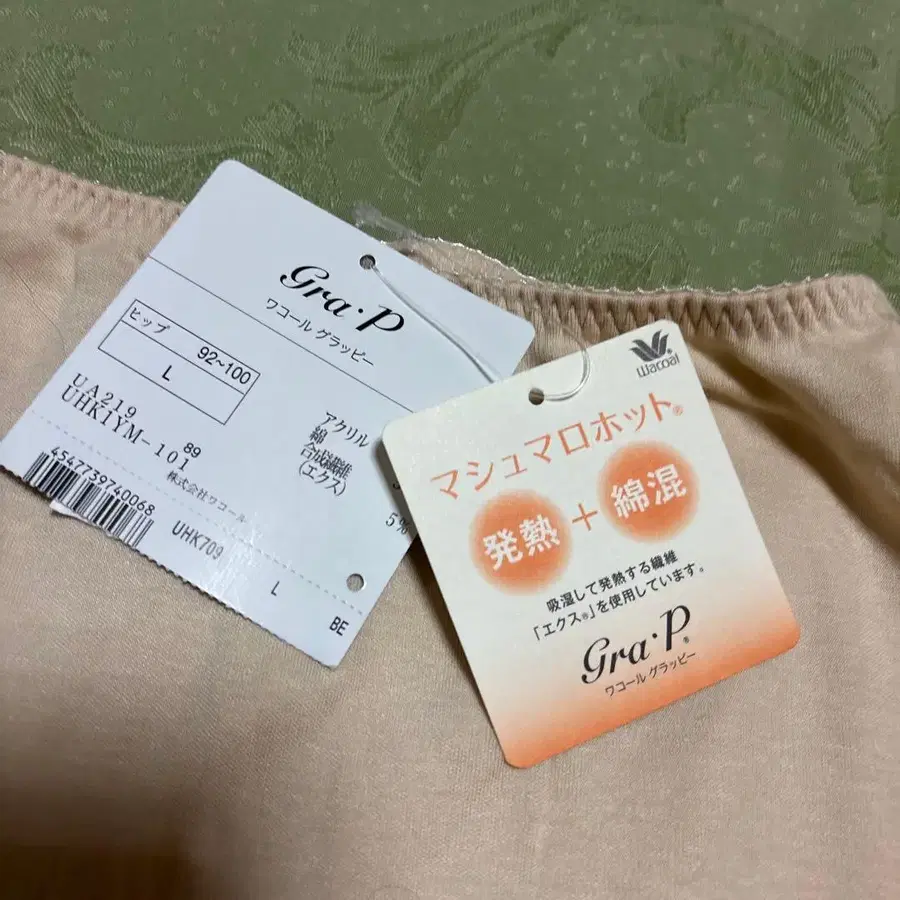 Gra・P
ワコール グラッピー
ヒップ 92~100
L
UA219
UHK1YM-101
89
4547739740068
株式会社ワコール
アクリル
綿
合成繊維
(エクス)
5%
UHK709 L BE
Wacoal
マシュマロホット®
発熱+綿混
吸湿して発熱する繊維
「エクス®」を使用しています。
Gra・P®
ワコール グラッピー